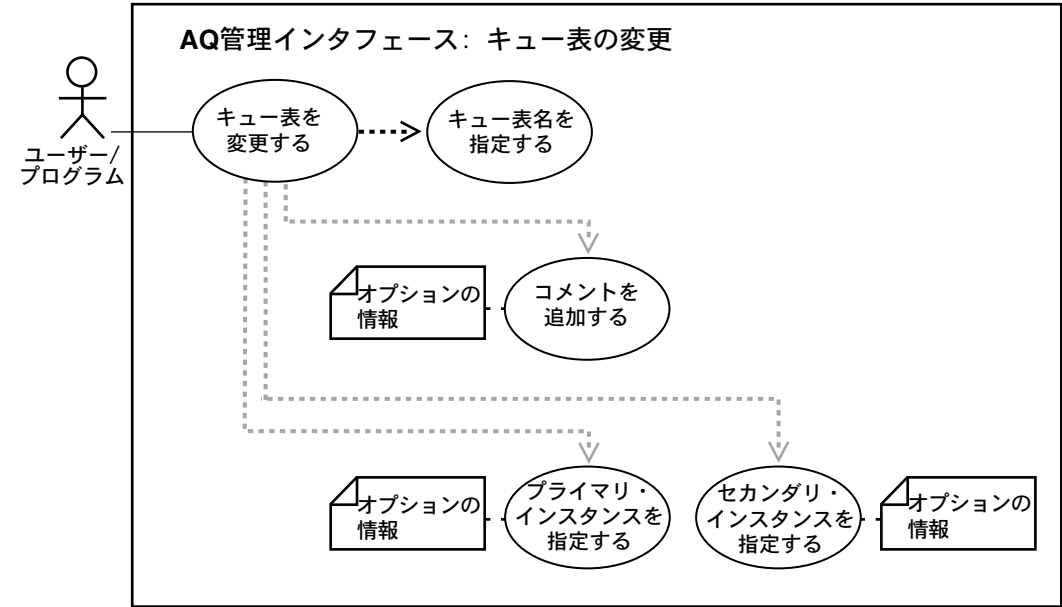 AQ管理インタフェース: キュー表の変更
キュー表を
変更する
キュー表名を
指定する
ユーザー/
プログラム
オプションの
情報
コメントを
追加する
オプションの
情報
プライマリ・
インスタンスを
指定する
セカンダリ・
インスタンスを
指定する
オプションの
情報